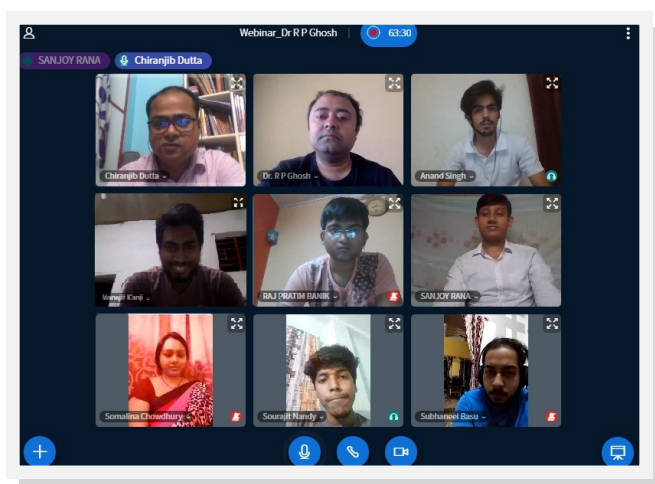 Webinar_Dr R P Ghosh | 63:30
SANJOY RANA Chiranjib Dutta
Chiranjib Dutta Dr. R P Ghosh Anand Singh
Kanji RAJ PRATIM BANIK SANJOY RANA
Somalina Chowdhury Sourajit Nandy Subhaneel Basu